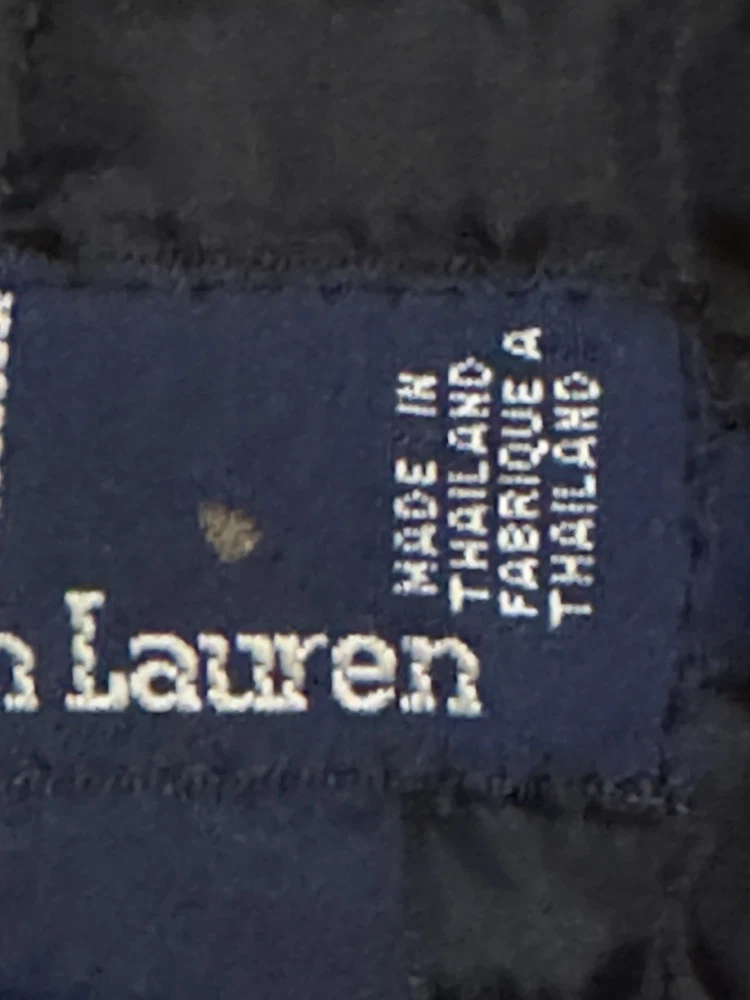 n Lauren
MADE IN
THAILAND
FABRIQUE A
THAILAND